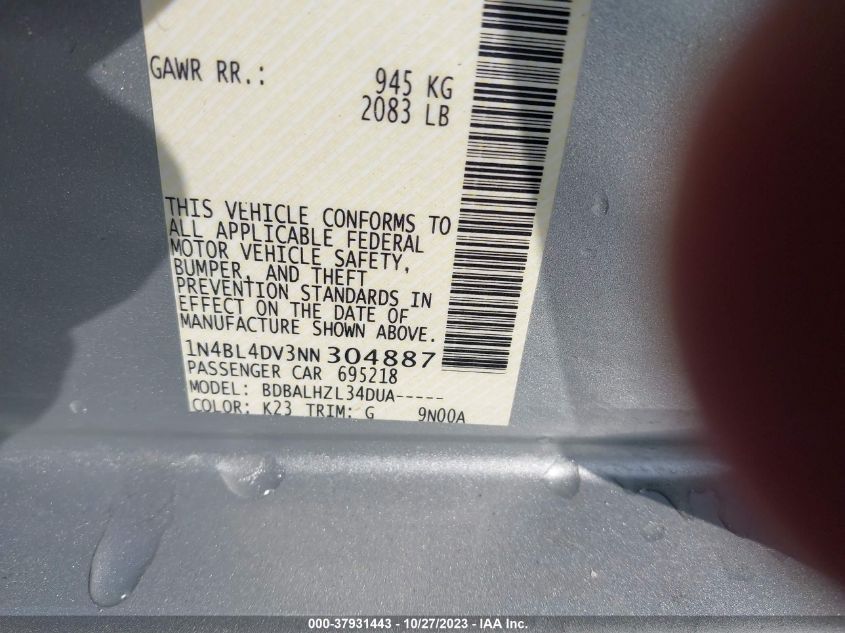 GAWR RR.: 945 KG
2083 LB
THIS VEHICLE CONFORMS TO
ALL APPLICABLE FEDERAL
MOTOR VEHICLE SAFETY,
BUMPER, AND THEFT
PREVENTION STANDARDS IN
EFFECT ON THE DATE OF
MANUFACTURE SHOWN ABOVE.
1N4BL4DV3NN304887
PASSENGER CAR 695218
MODEL: BDBALHZL34DUA-----
COLOR: K23 TRIM: G 9N00A
000-37931443 - 10/27/2023 - IAA Inc.